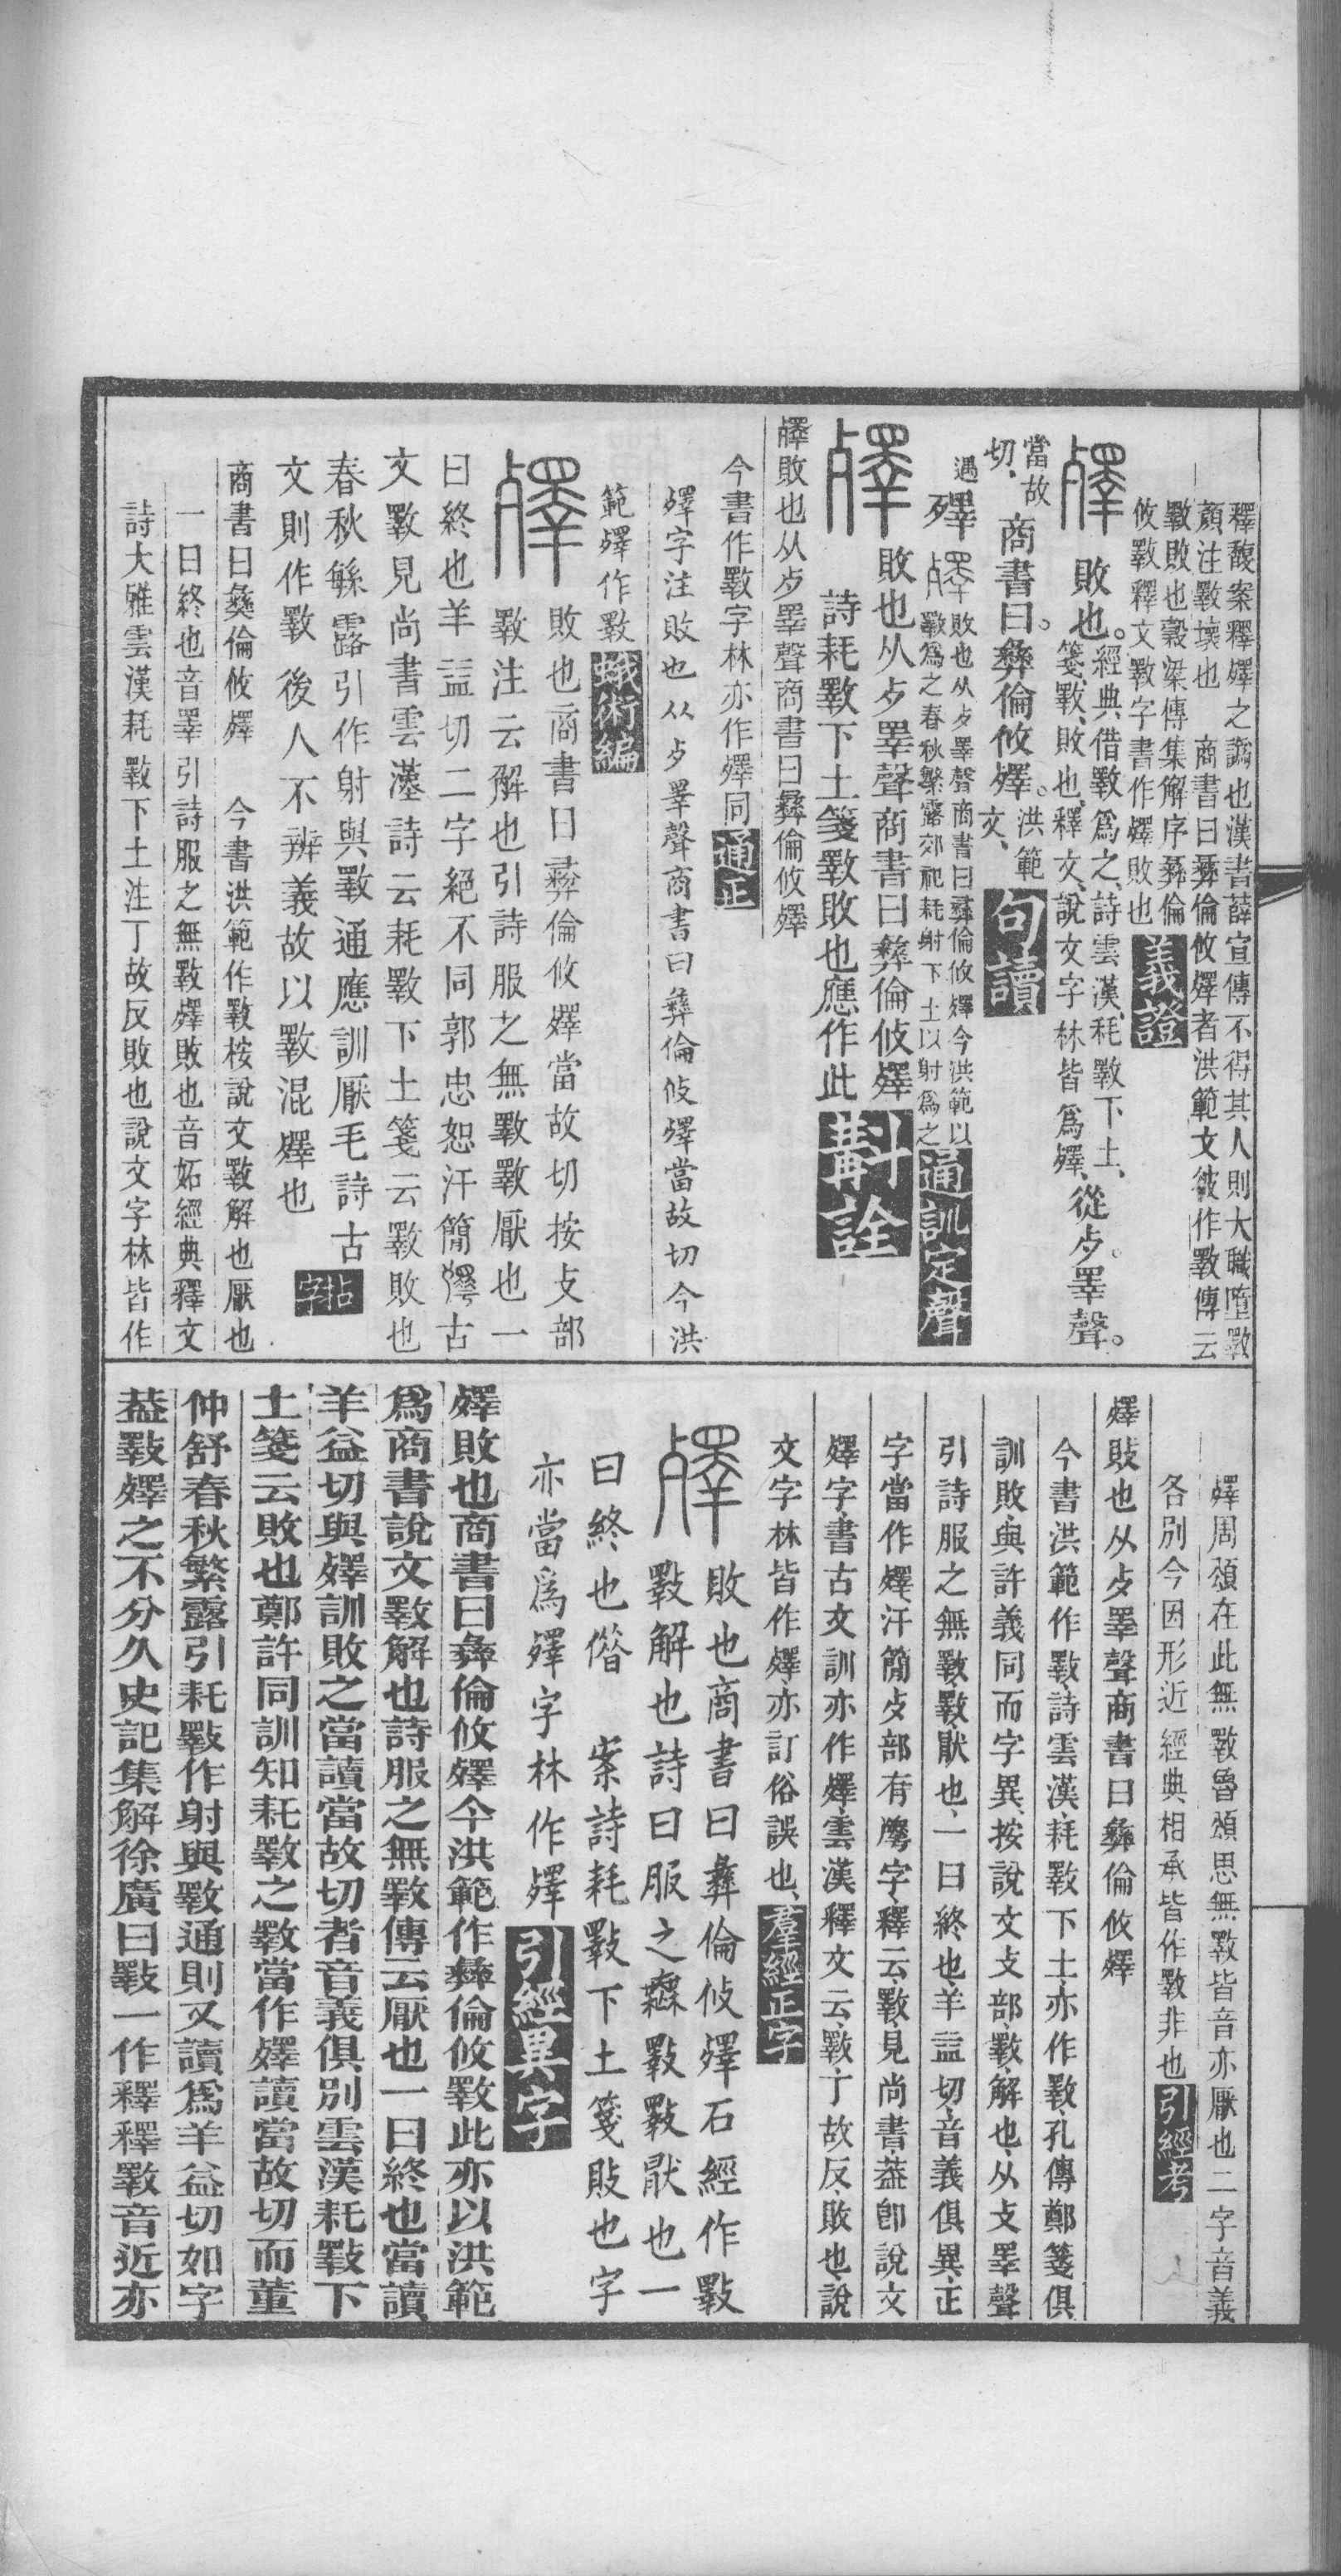 釋馥案釋殬之譌也漢書薛宣傳不得其人則大職墮斁
顏注斁壞也　商書曰彝倫攸殬者洪範文彼作斁傳云
斁敗也穀梁傳集解序彝倫
攸斁釋文斁字書作殬敗也
義證
殬
敗也。
經典借斁爲之、詩雲漢、耗斁下土、
箋、斁、敗也、釋文、說文字林皆爲殬、
從歺。睪聲。
當故
切、
商書曰。彝倫攸殬。
洪範
文、
句讀
遇
殬
殬
敗也从歺睪聲商書曰彝倫攸殬今洪範以
斁爲之春秋繁露郊祀耗射下土以射爲之
通訓定聲
殬
敗也从歺睪聲商書曰彝倫攸殬
詩耗斁下土箋斁敗也應作此
斠詮
殬敗也从歺睪聲商書曰彝倫攸殬
今書作斁字林亦作殬同
通正
殬字注敗也从歺睪聲商書曰彝倫攸殬當故切今洪
範殬作斁
蛾術編
殬
敗也商書曰彝倫攸殬當故切按攴部
斁注云解也引詩服之無斁斁厭也一
曰終也羊益切二字絕不同郭忠恕汗簡殬古
文斁見尚書雲漢詩云耗斁下土箋云斁敗也
春秋繇露引作射與斁通應訓厭毛詩古
文則作斁後人不辨義故以斁混殬也
拈字
商書曰彝倫攸殬　今書洪範作斁桉說文斁解也厭也
一曰終也音睪引詩服之無斁殬敗也音妬經典釋文
詩大雅雲漢耗斁下土注丁故反敗也說文字林皆作
殬周頌在此無斁魯頌思無斁皆音亦厭也二字音義
各別今因形近經典相承皆作斁非也
引經考
殬敗也从歺睪聲商書曰彝倫攸殬
今書洪範作斁、詩雲漢、耗斁下土、亦作斁、孔傳鄭箋俱
訓敗、與許義同而字異、按說文攴部、斁、解也、从攴睪聲
引詩服之無斁、斁、猒也、一曰終也、羊益切、音義俱異、正
字當作殬、汗簡歺部有字、釋云、斁、見尚書、葢卽說文
殬字、書古文訓亦作殬、雲漢釋文云、斁、丁故反、敗也、說
文字林皆作殬、亦訂俗誤也、
羣經正字
殬
敗也商書曰彝倫攸殬石經作斁
斁解也詩曰服之無斁斁猒也一
曰終也偺　案詩耗斁下土箋敗也字
亦當爲殬字林作殬
引經異字
殬敗也商書曰彝倫攸殬今洪範作彝倫攸斁此亦以洪範
爲商書說文斁解也詩服之無斁傳云厭也一曰終也當讀
羊益切與殬訓敗之當讀當故切者音義俱別雲漢耗斁下
土箋云敗也鄭許同訓知耗斁之斁當作殬讀當故切而董
仲舒春秋繁露引耗斁作射與斁通則又讀爲羊益切如字
葢斁殬之不分久史記集解徐廣曰斁一作釋釋斁音近亦